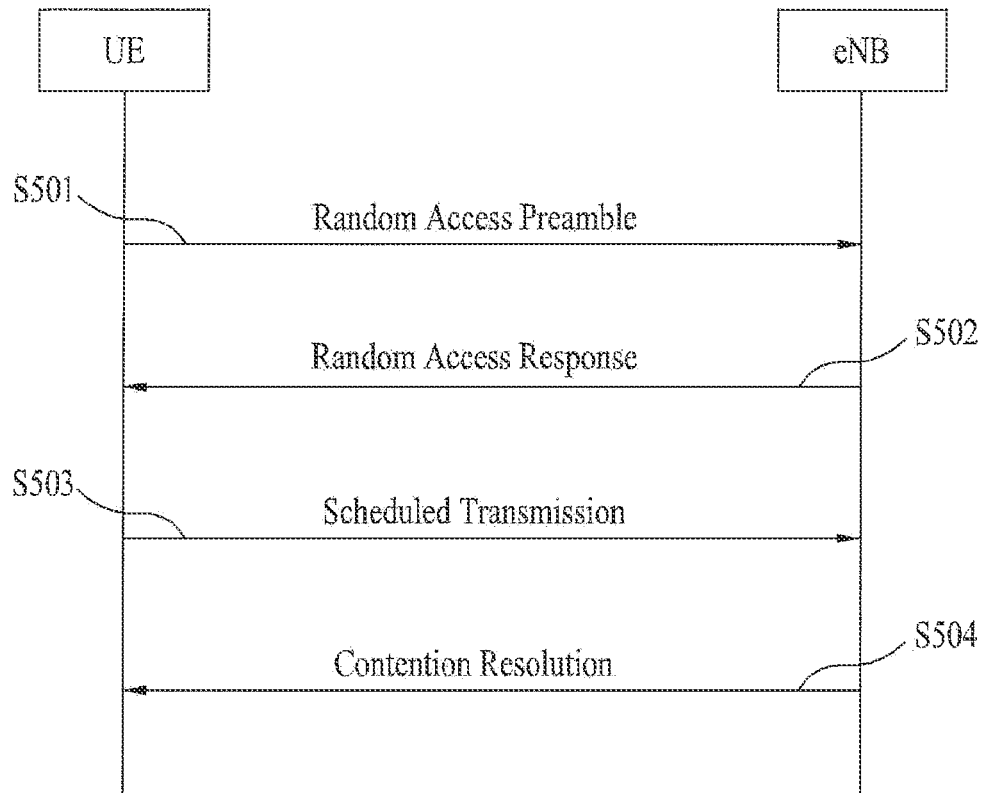 UE
eNB
S501
Random Access Preamble
S502
Random Access Response
S503
Scheduled Transmission
S504
Contention Resolution